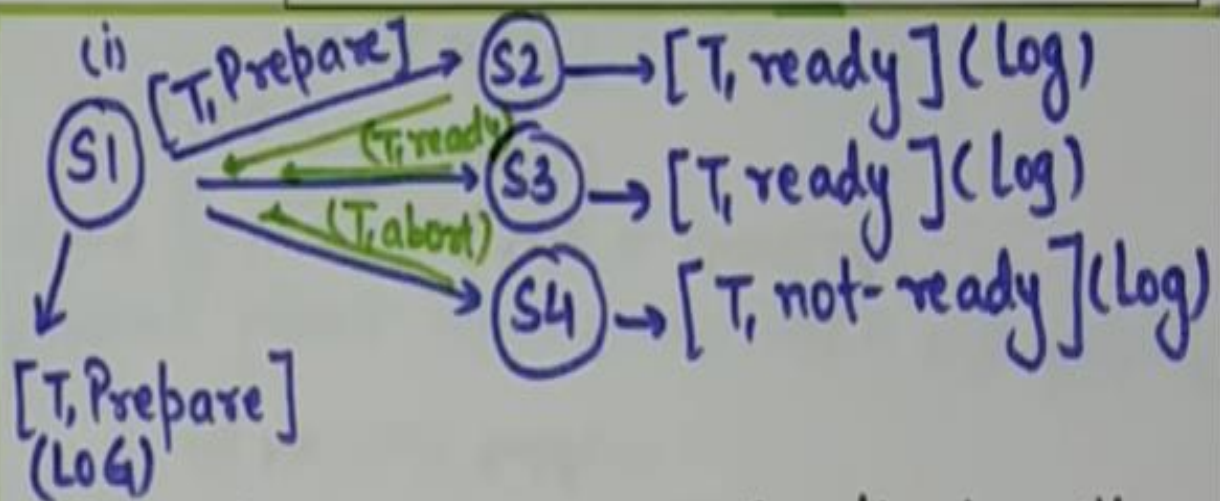 (i)
[T, Prepare]
S1
S2 → [T, ready] (log)
(T, ready)
S3 → [T, ready] (log)
(T, abort)
S4 → [T, not-ready] (log)
[T, Prepare]
(LOG)